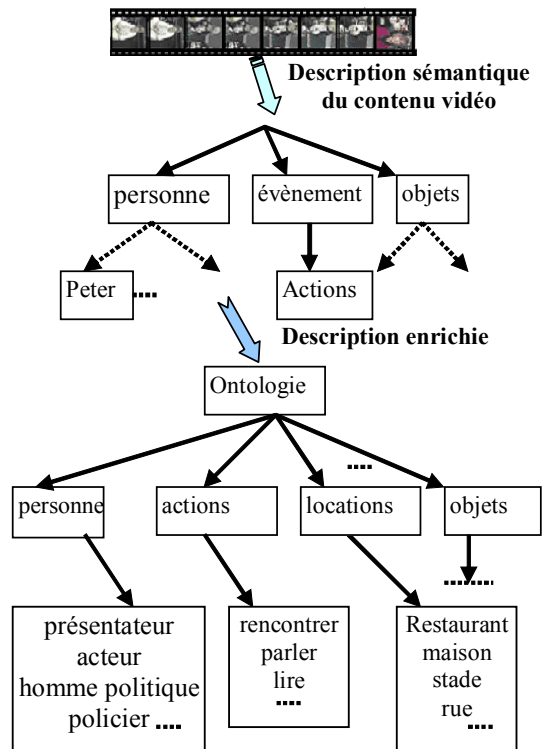 Description sémantique
du contenu vidéo
personne
évènement
objets
Peter
Actions
Description enrichie
Ontologie
personne
actions
locations
objets
présentateur
acteur
homme politique
policier
rencontrer
parler
lire
Restaurant
maison
stade
rue